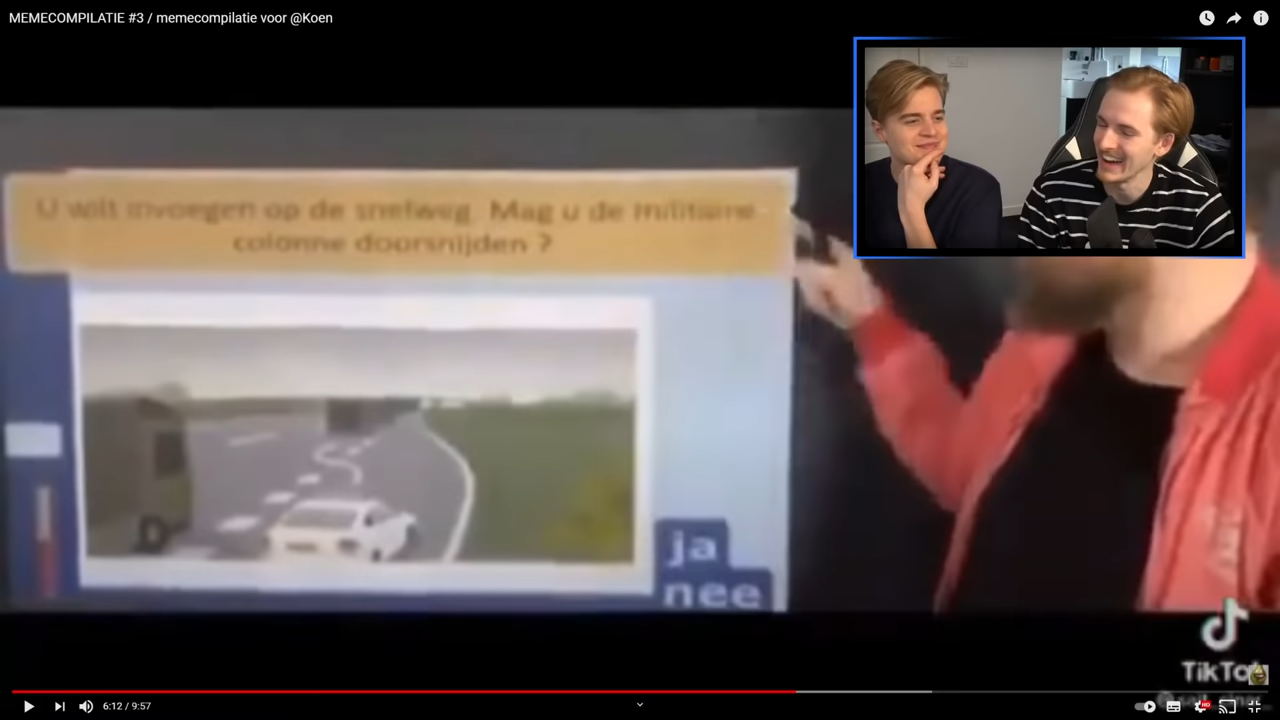 MEMECOMPILATIE #3 / memecompilatie voor @Koen
U wilt invoegen op de snelweg. Mag u de militaire
colonne doorsnijden ?
ja
nee
TikTok
6:12 / 9:57
HD